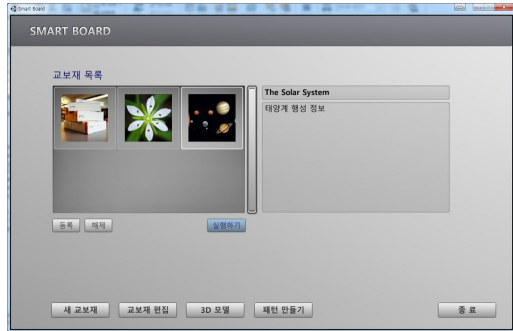 Smart Board
SMART BOARD
교보재 목록
The Solar System
태양계 행성 정보
등록 해제 실행하기
새 교보재 교보재 편집 3D 모델 패턴 만들기 종 료